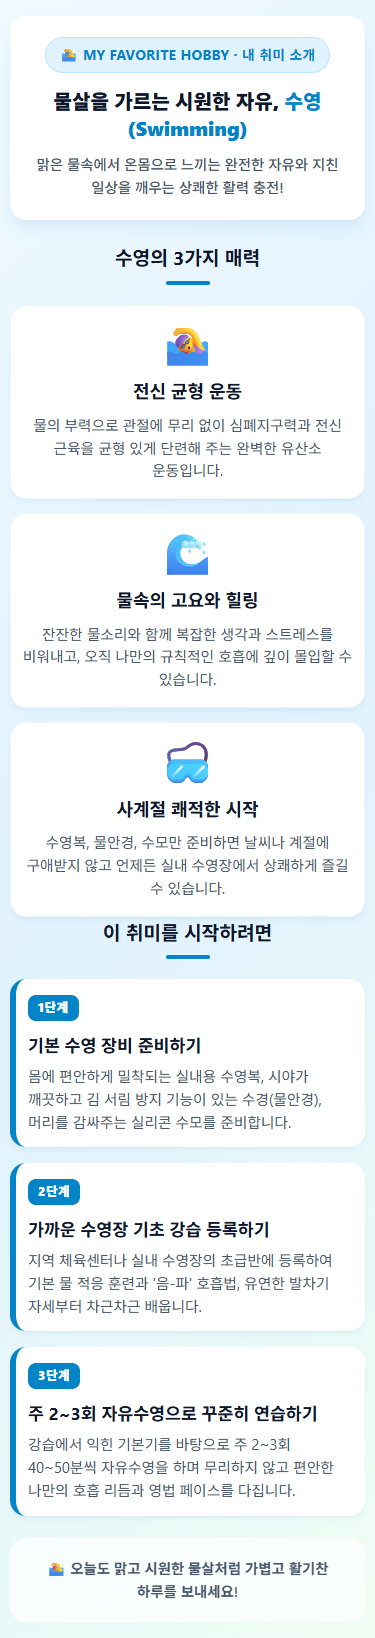 MY FAVORITE HOBBY · 내 취미 소개
물살을 가르는 시원한 자유, 수영
(Swimming)
맑은 물속에서 온몸으로 느끼는 완전한 자유와 지친
일상을 깨우는 상쾌한 활력 충전!
수영의 3가지 매력
전신 균형 운동
물의 부력으로 관절에 무리 없이 심폐지구력과 전신
근육을 균형 있게 단련해 주는 완벽한 유산소
운동입니다.
물속의 고요와 힐링
잔잔한 물소리와 함께 복잡한 생각과 스트레스를
비워내고, 오직 나만의 규칙적인 호흡에 깊이 몰입할 수
있습니다.
사계절 쾌적한 시작
수영복, 물안경, 수모만 준비하면 날씨나 계절에
구애받지 않고 언제든 실내 수영장에서 상쾌하게 즐길
수 있습니다.
이 취미를 시작하려면
1단계
기본 수영 장비 준비하기
몸에 편안하게 밀착되는 실내용 수영복, 시야가
깨끗하고 김 서림 방지 기능이 있는 수경(물안경),
머리를 감싸주는 실리콘 수모를 준비합니다.
2단계
가까운 수영장 기초 강습 등록하기
지역 체육센터나 실내 수영장의 초급반에 등록하여
기본 물 적응 훈련과 '음-파' 호흡법, 유연한 발차기
자세부터 차근차근 배웁니다.
3단계
주 2~3회 자유수영으로 꾸준히 연습하기
강습에서 익힌 기본기를 바탕으로 주 2~3회
40~50분씩 자유수영을 하며 무리하지 않고 편안한
나만의 호흡 리듬과 영법 페이스를 다집니다.
오늘도 맑고 시원한 물살처럼 가볍고 활기찬
하루를 보내세요!